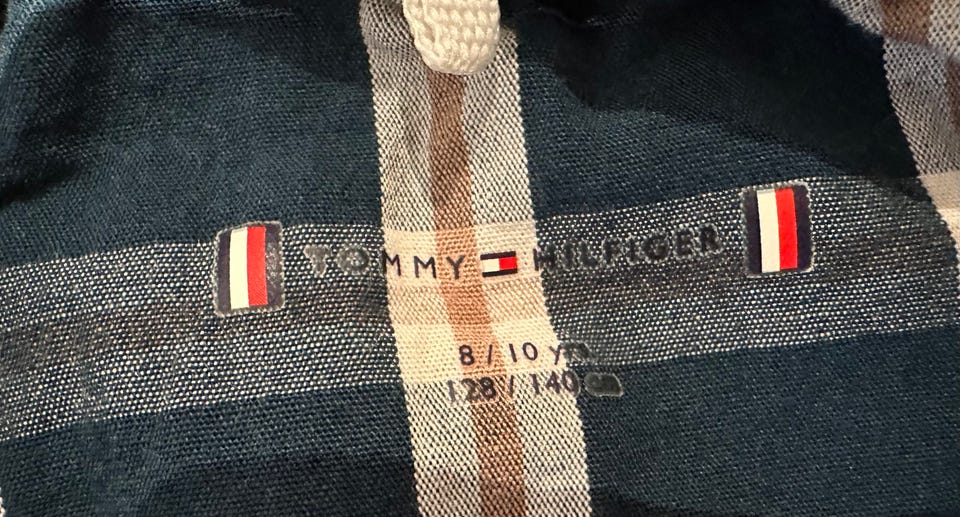 TOMMY HILFIGER
8 / 10 yrs
128 / 140 cm